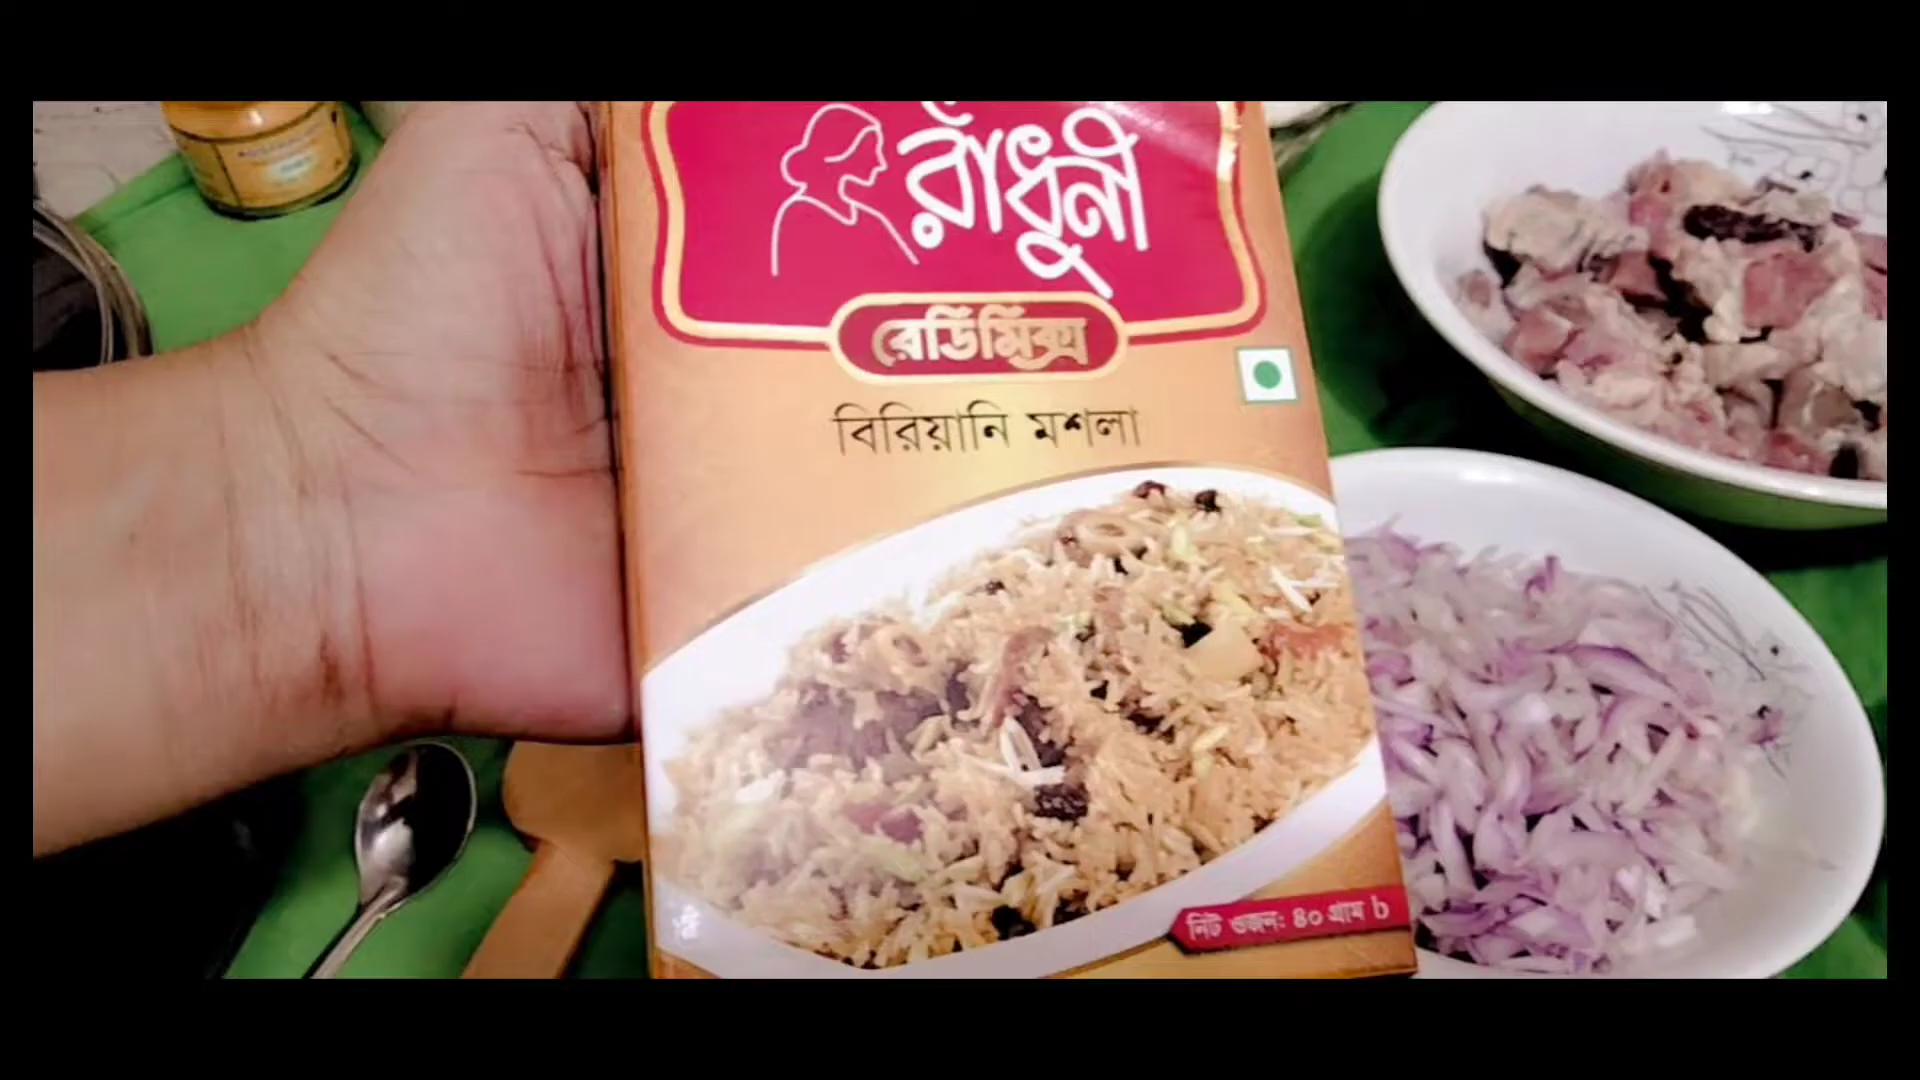 রাঁধুনী
রেডিমিক্স
বিরিয়ানি মশলা
নিট ওজন: ৪০ গ্রাম ৳